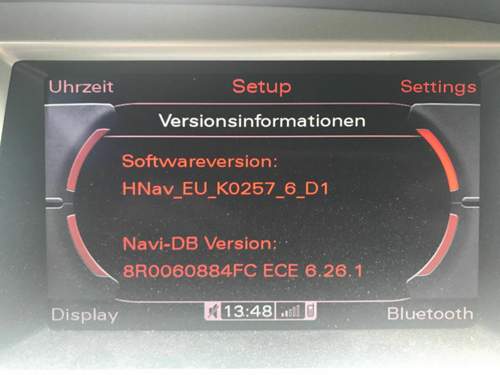 Uhrzeit Setup Settings
Versionsinformationen
Softwareversion:
HNav_EU_K0257_6_D1
Navi-DB Version:
8R0060884FC ECE 6.26.1
Display 13:48 Bluetooth